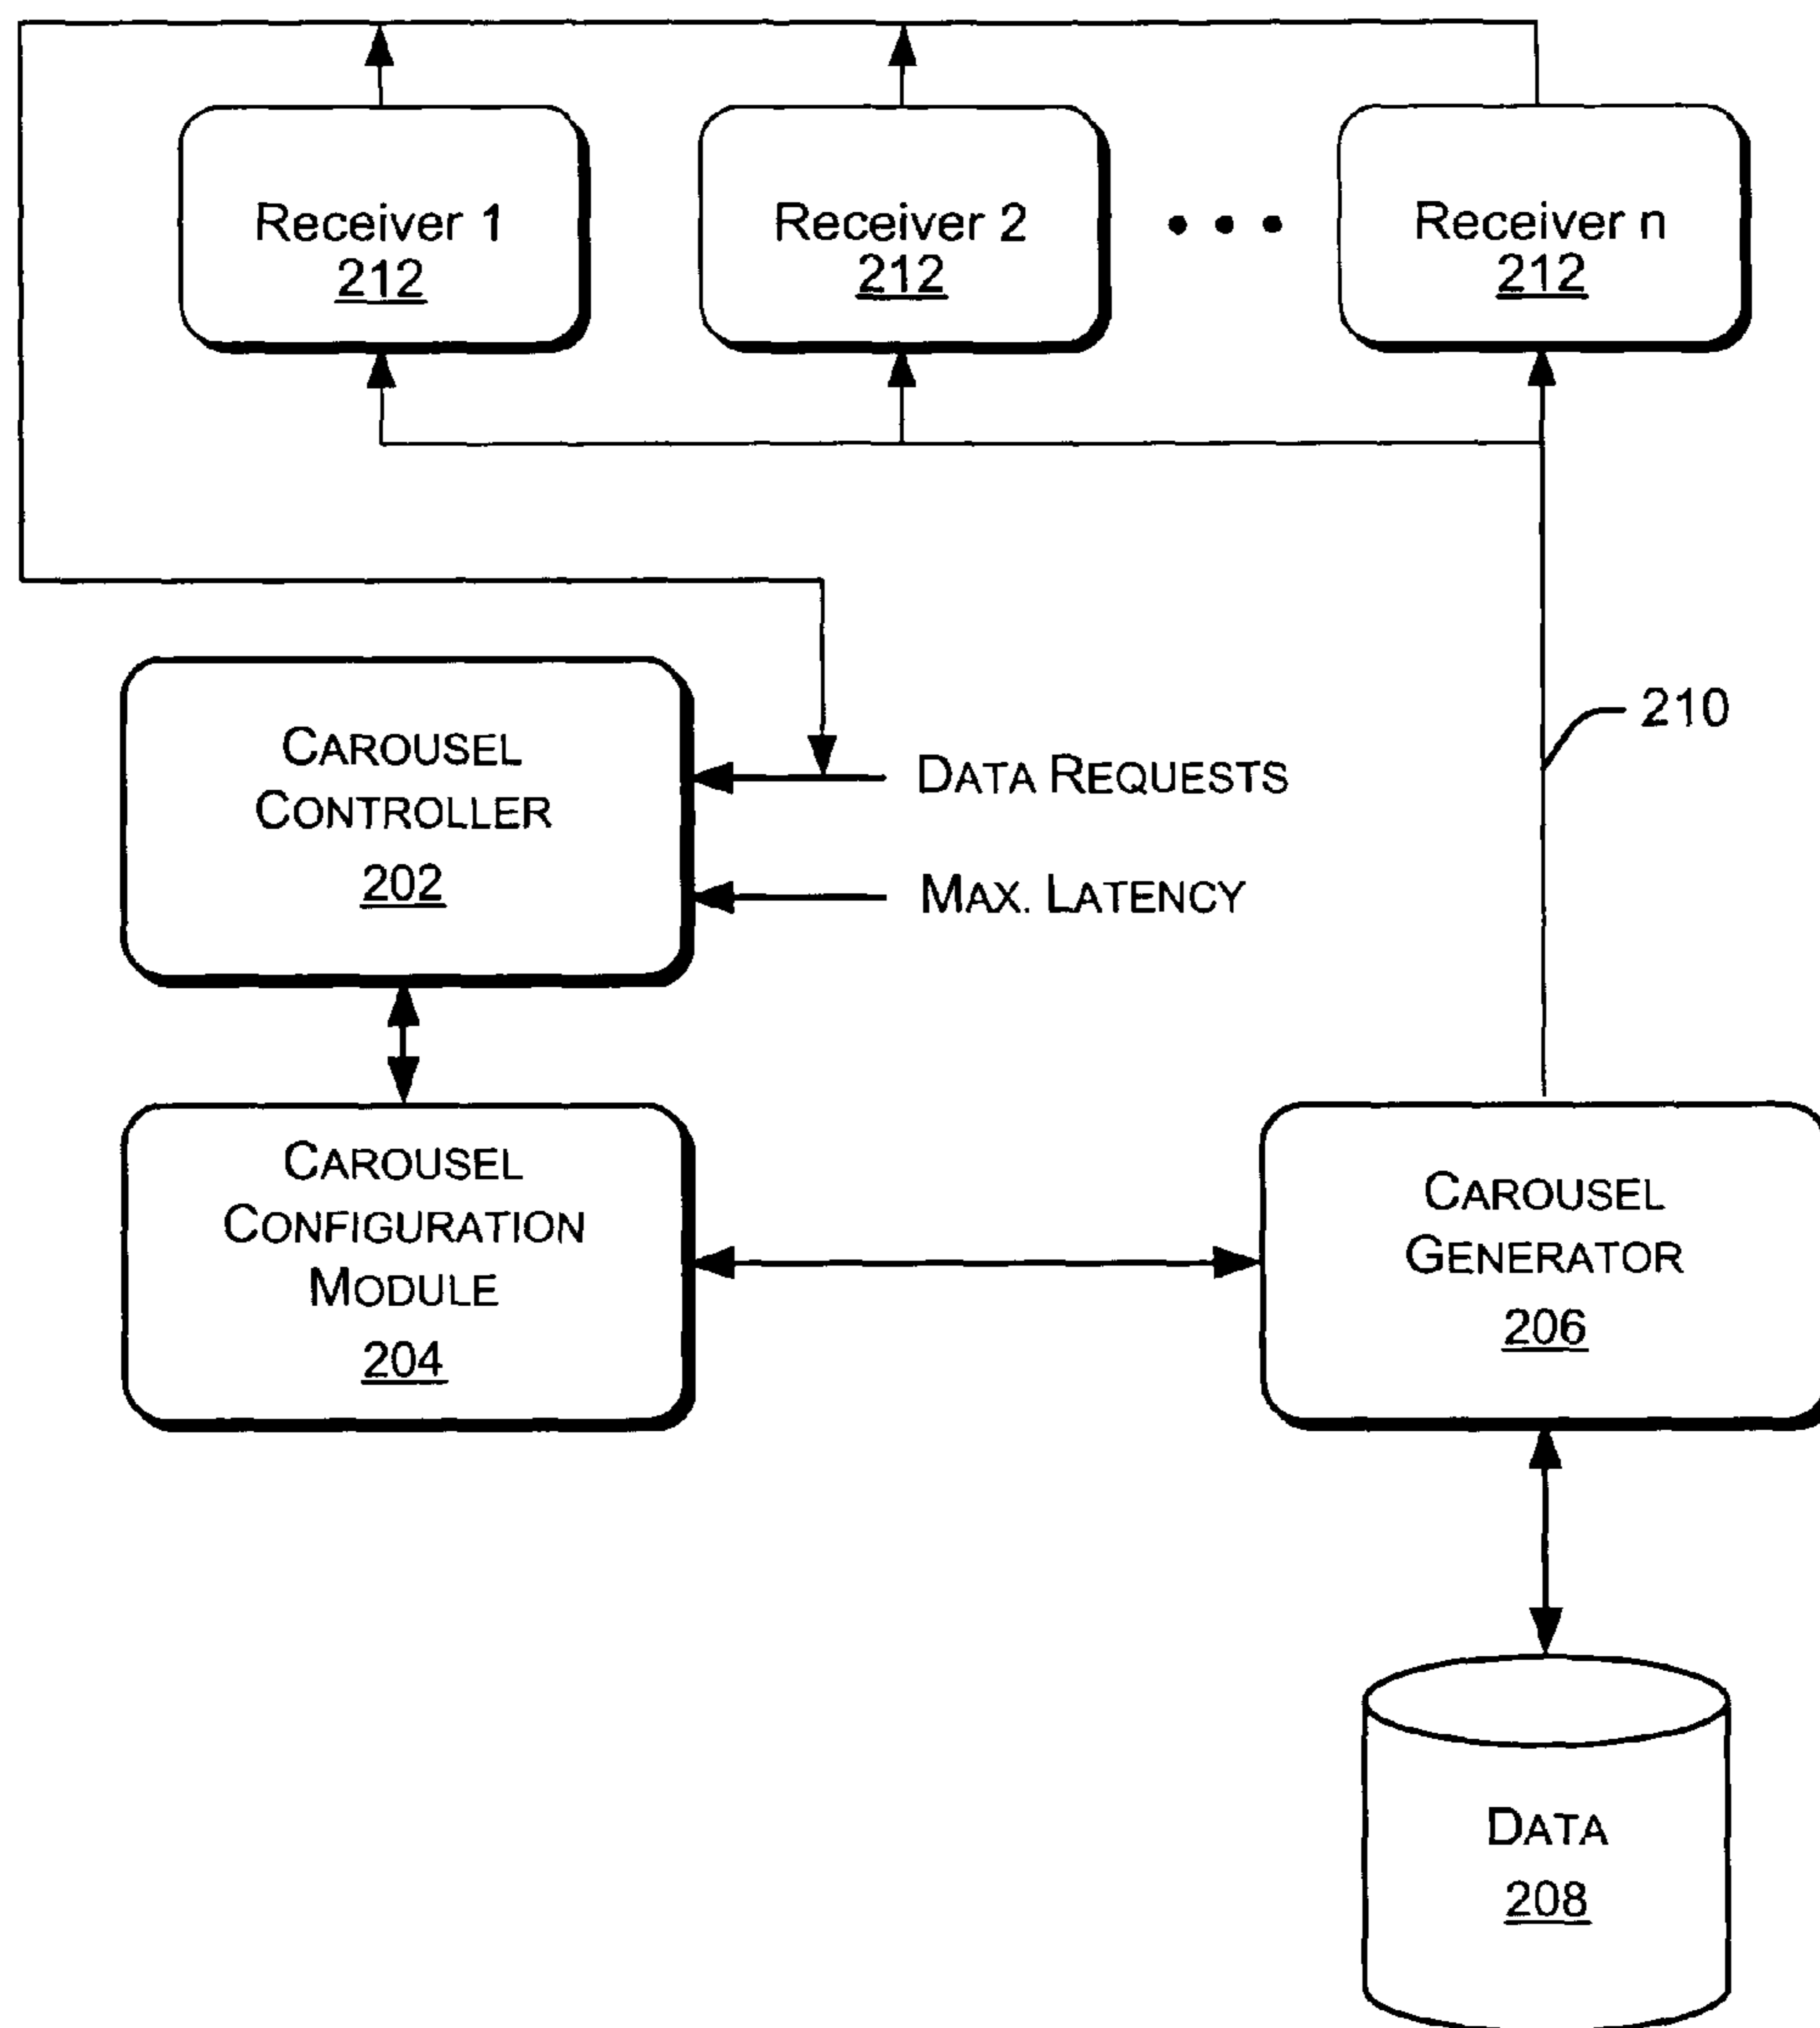 Receiver 1
212
Receiver 2
212
• • •
Receiver n
212
210
CAROUSEL
CONTROLLER
202
DATA REQUESTS
MAX. LATENCY
CAROUSEL
CONFIGURATION
MODULE
204
CAROUSEL
GENERATOR
206
DATA
208